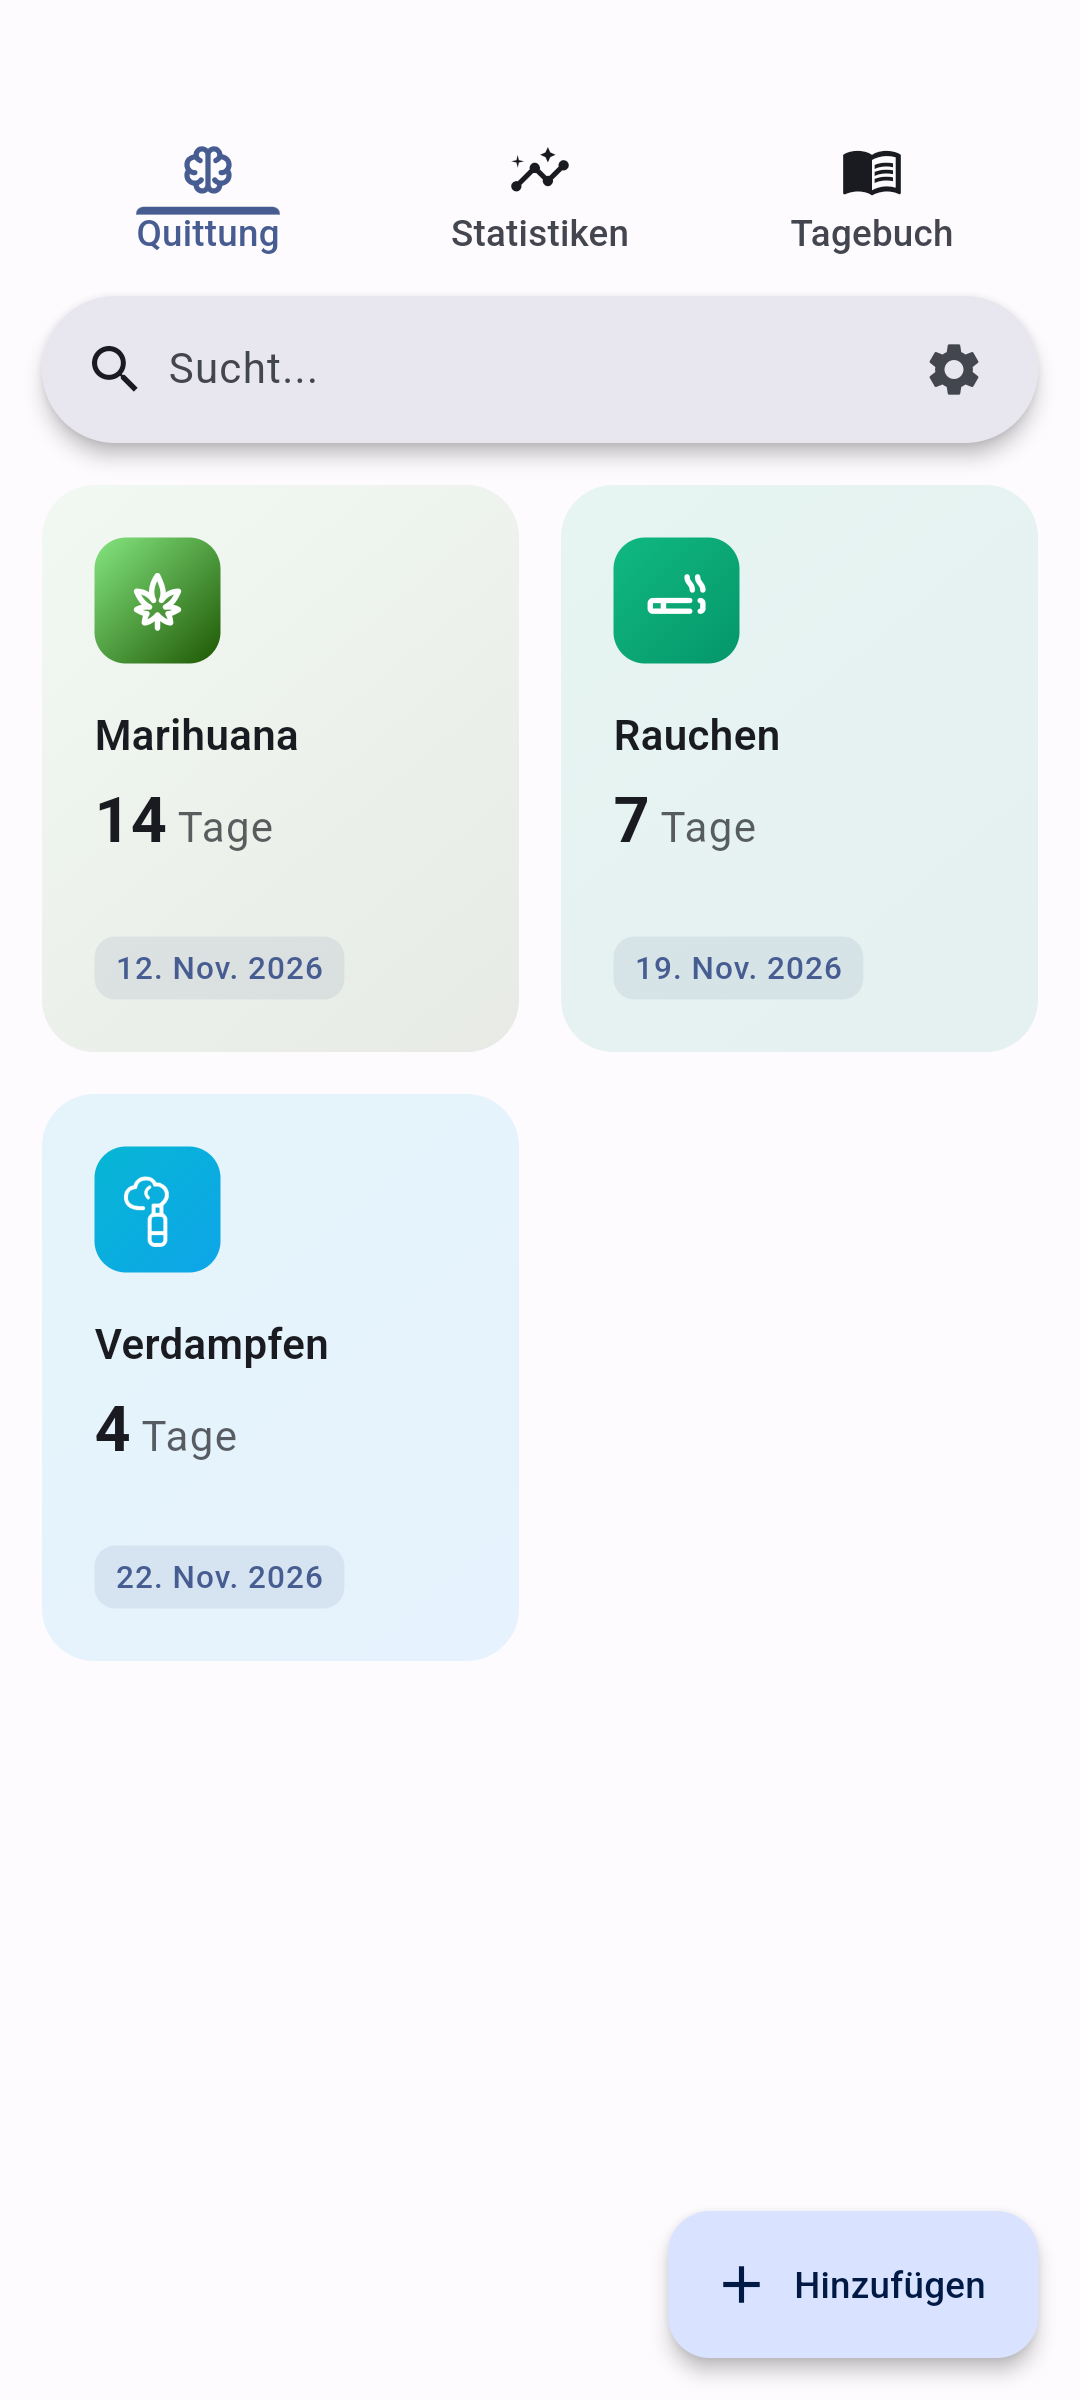 Quittung
Statistiken
Tagebuch
Sucht...
Marihuana
14 Tage
12. Nov. 2026
Rauchen
7 Tage
19. Nov. 2026
Verdampfen
4 Tage
22. Nov. 2026
Hinzufügen